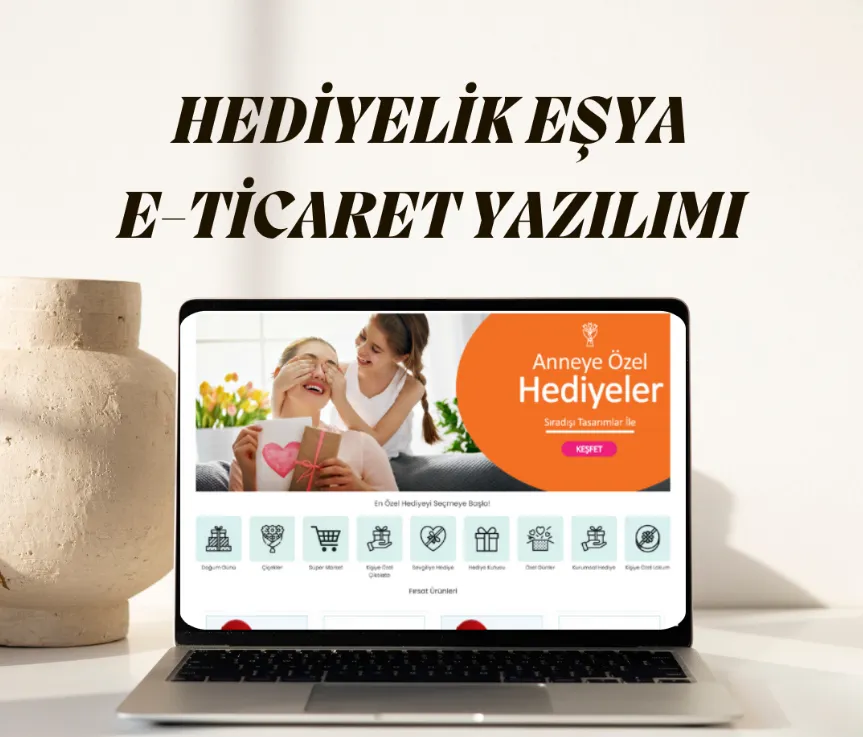 HEDİYELİK EŞYA
E-TİCARET YAZILIMI
Anneye Özel
Hediyeler
Sıradışı Tasarımlar İle
KEŞFET
En Özel Hediyeyi Seçmeye Başla!
Doğum Günü
Çiçekler
Süper Market
Kişiye Özel
Çikolata
Sevgiliye Hediye
Hediye Kutusu
Özel Günler
Kurumsal Hediye
Kişiye Özel Lokum
Fırsat Ürünleri